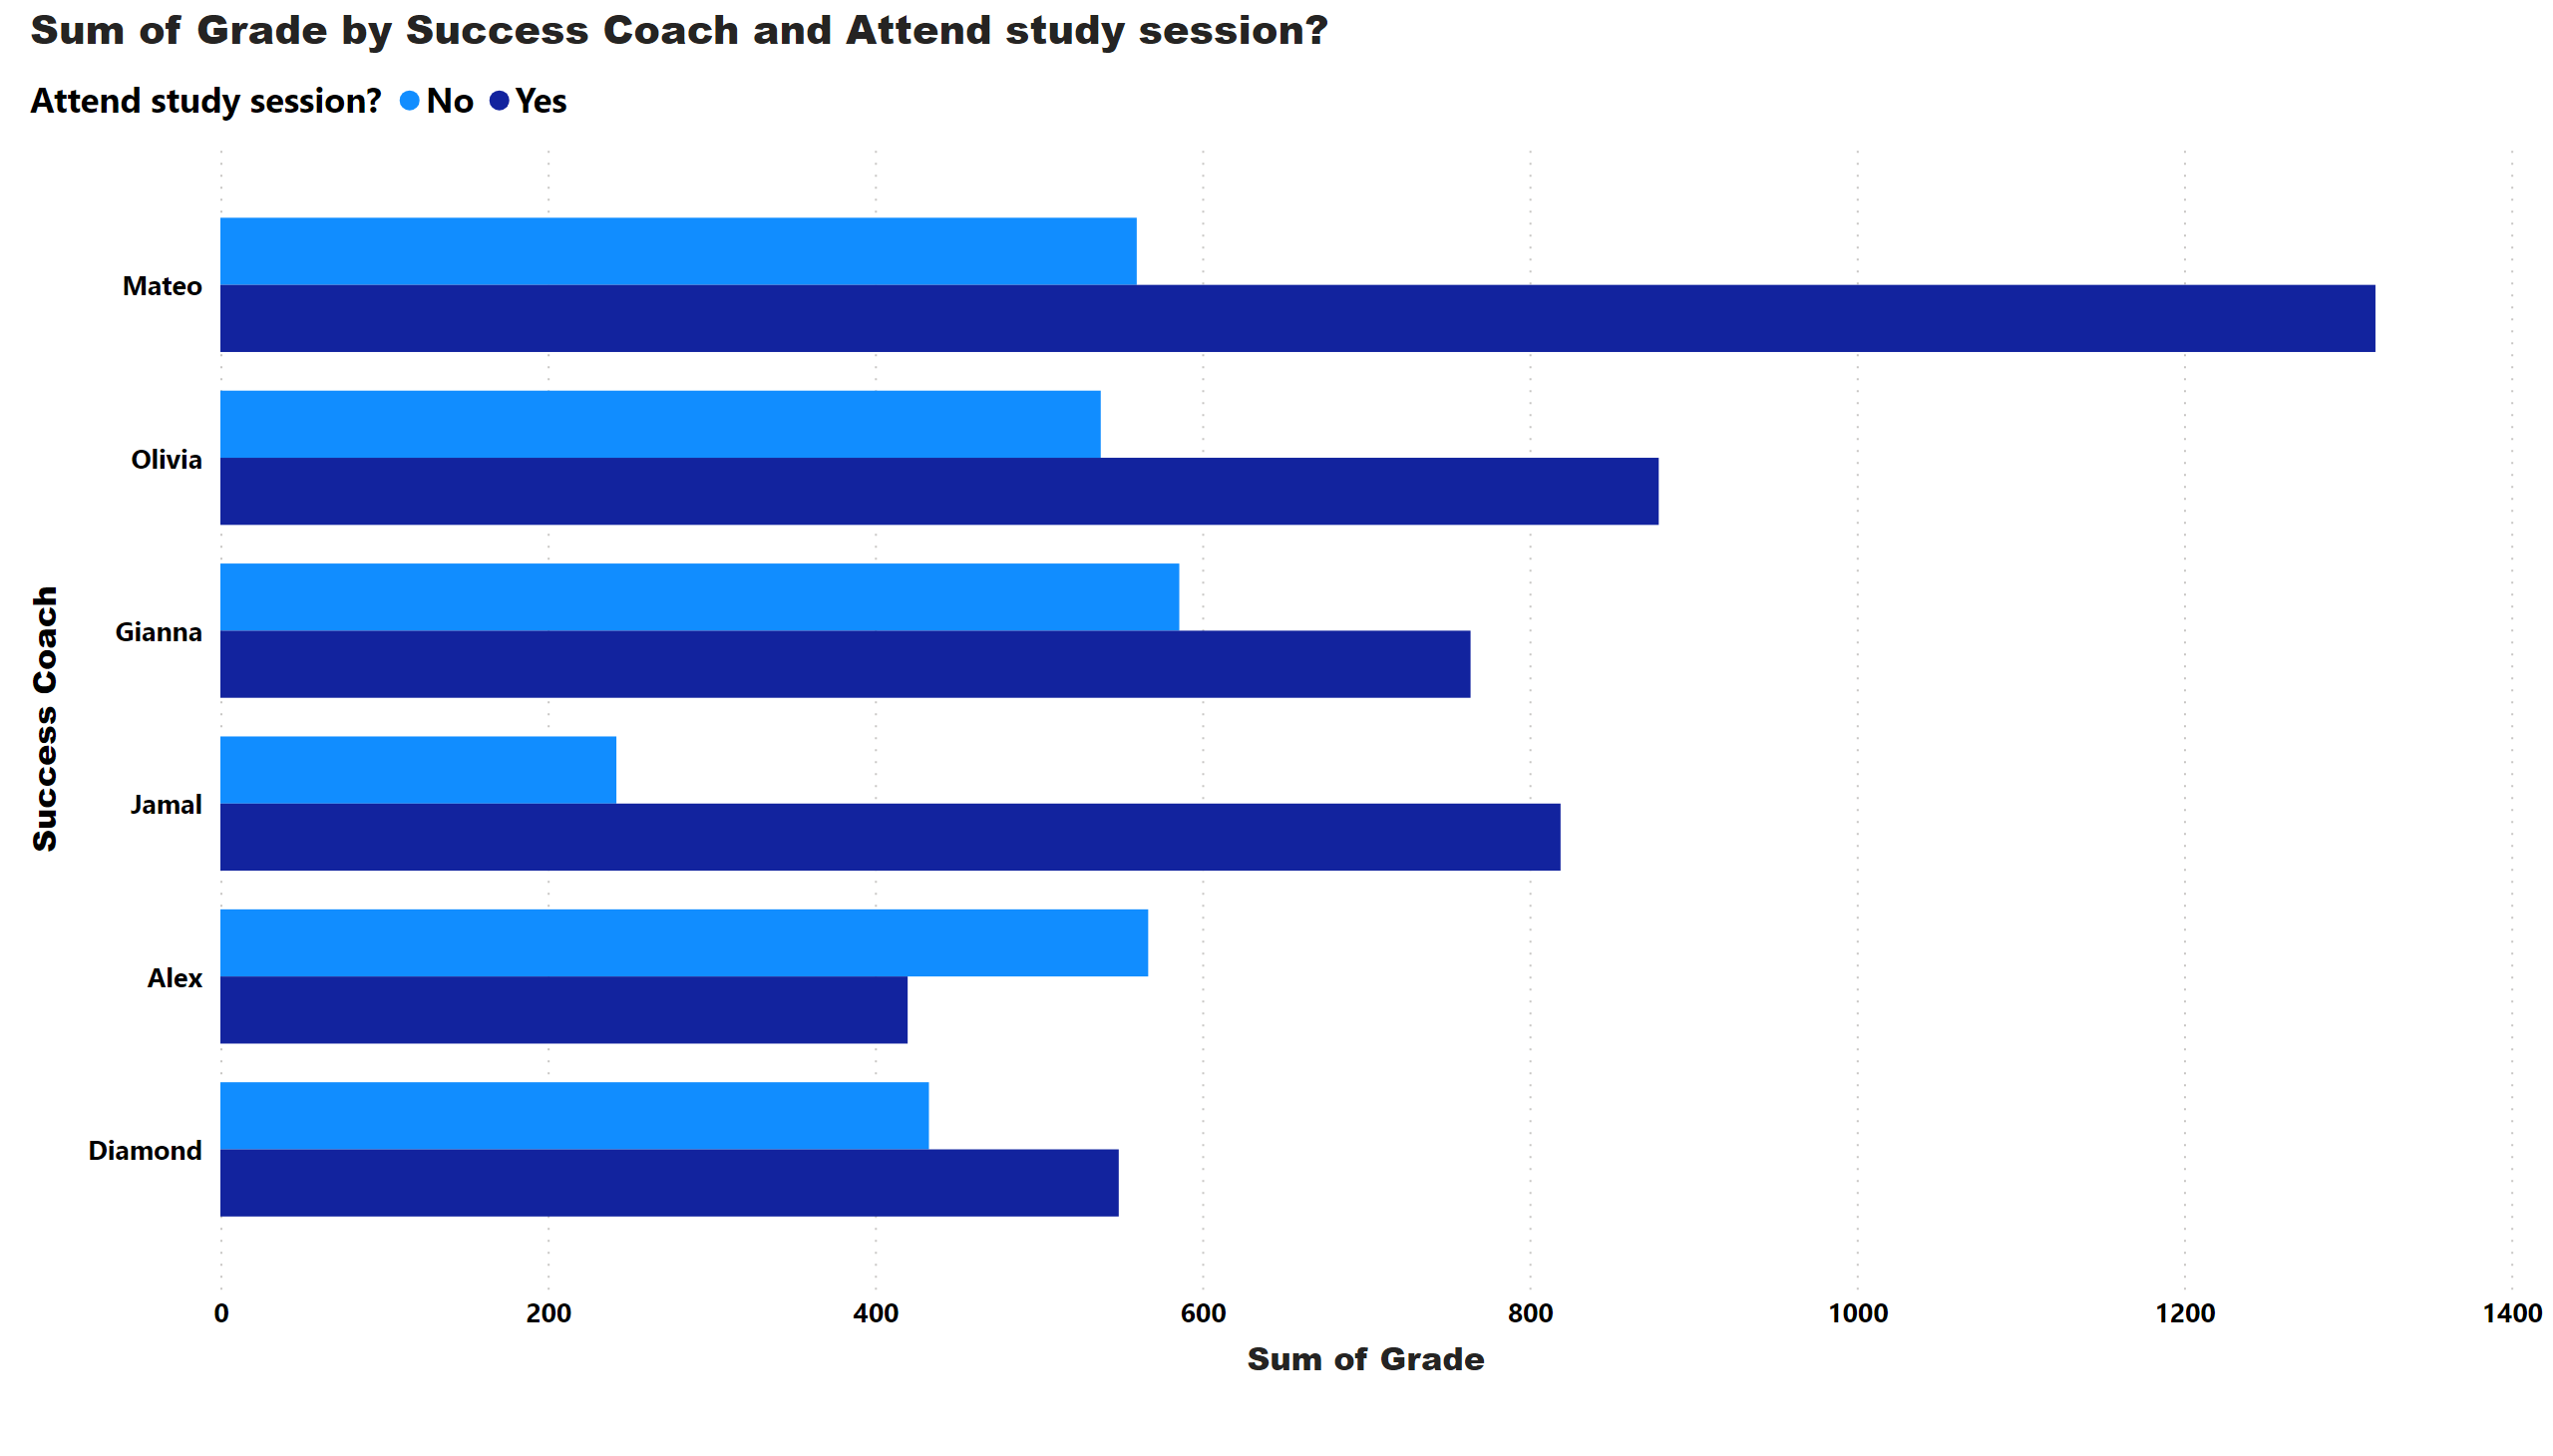 Sum of Grade by Success Coach and Attend study session?
Attend study session? No Yes
Mateo
Olivia
Gianna
Jamal
Alex
Diamond
Success Coach
0 200 400 600 800 1000 1200 1400
Sum of Grade